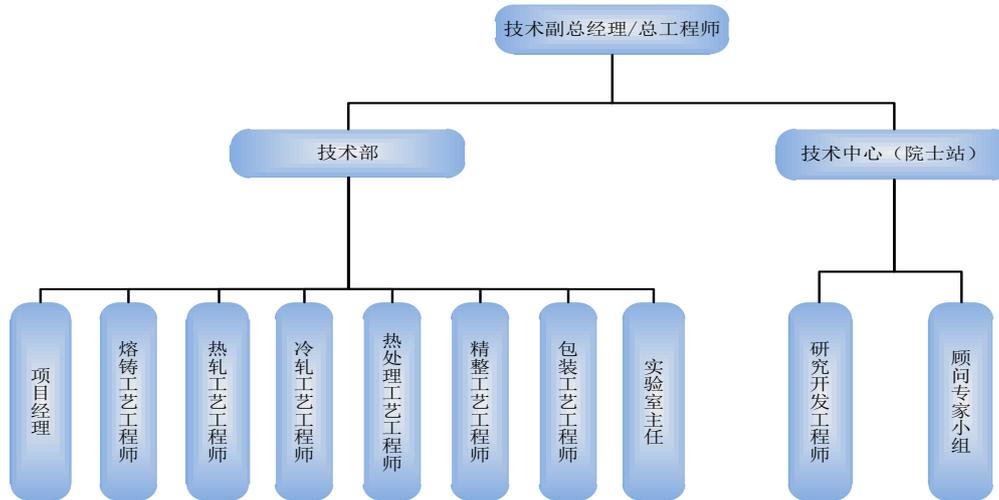 技术副总经理/总工程师
技术部
技术中心（院士站）
项目经理
熔铸工艺工程师
热轧工艺工程师
冷轧工艺工程师
热处理工艺工程师
精整工艺工程师
包装工艺工程师
实验室主任
研究开发工程师
顾问专家小组